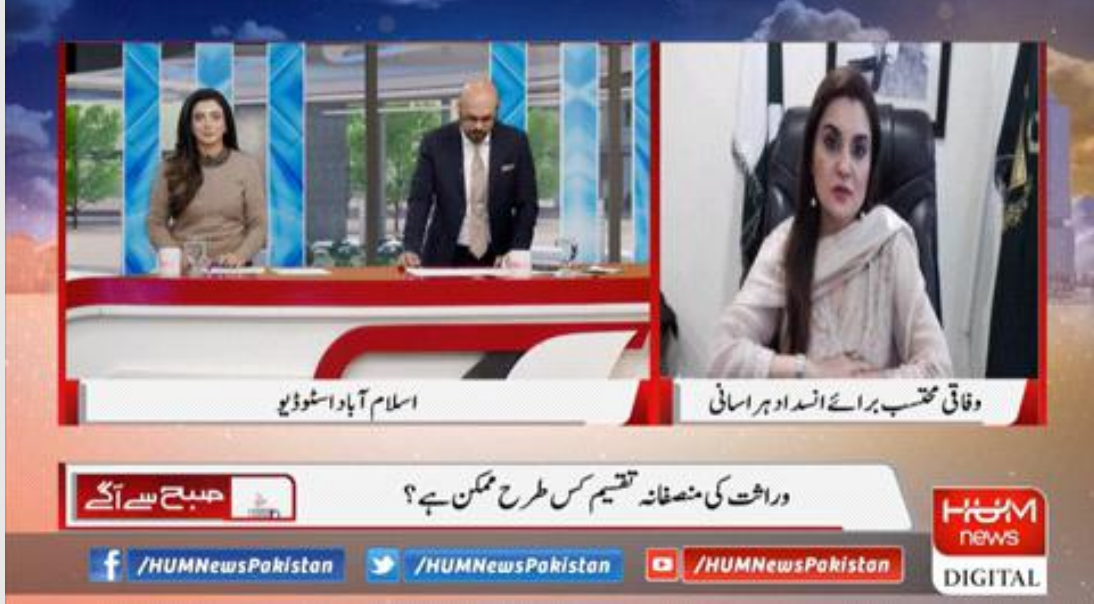 اسلام آباد اسٹوڈیو
وفاقی محتسب برائے انسداد ہراسانی
صبح سے آگے
وراثت کی منصفانہ تقسیم کس طرح ممکن ہے؟
HUM
news
DIGITAL
/HUMNewsPakistan
/HUMNewsPakistan
/HUMNewsPakistan